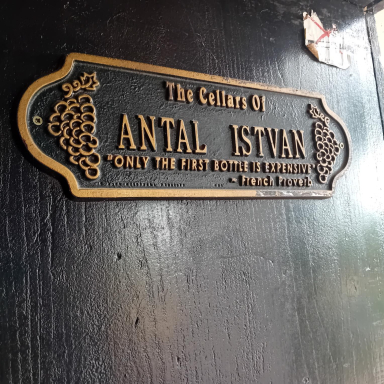 The Cellars Of
ANTAL ISTVAN
"ONLY THE FIRST BOTTLE IS EXPENSIVE"
- French Proverb